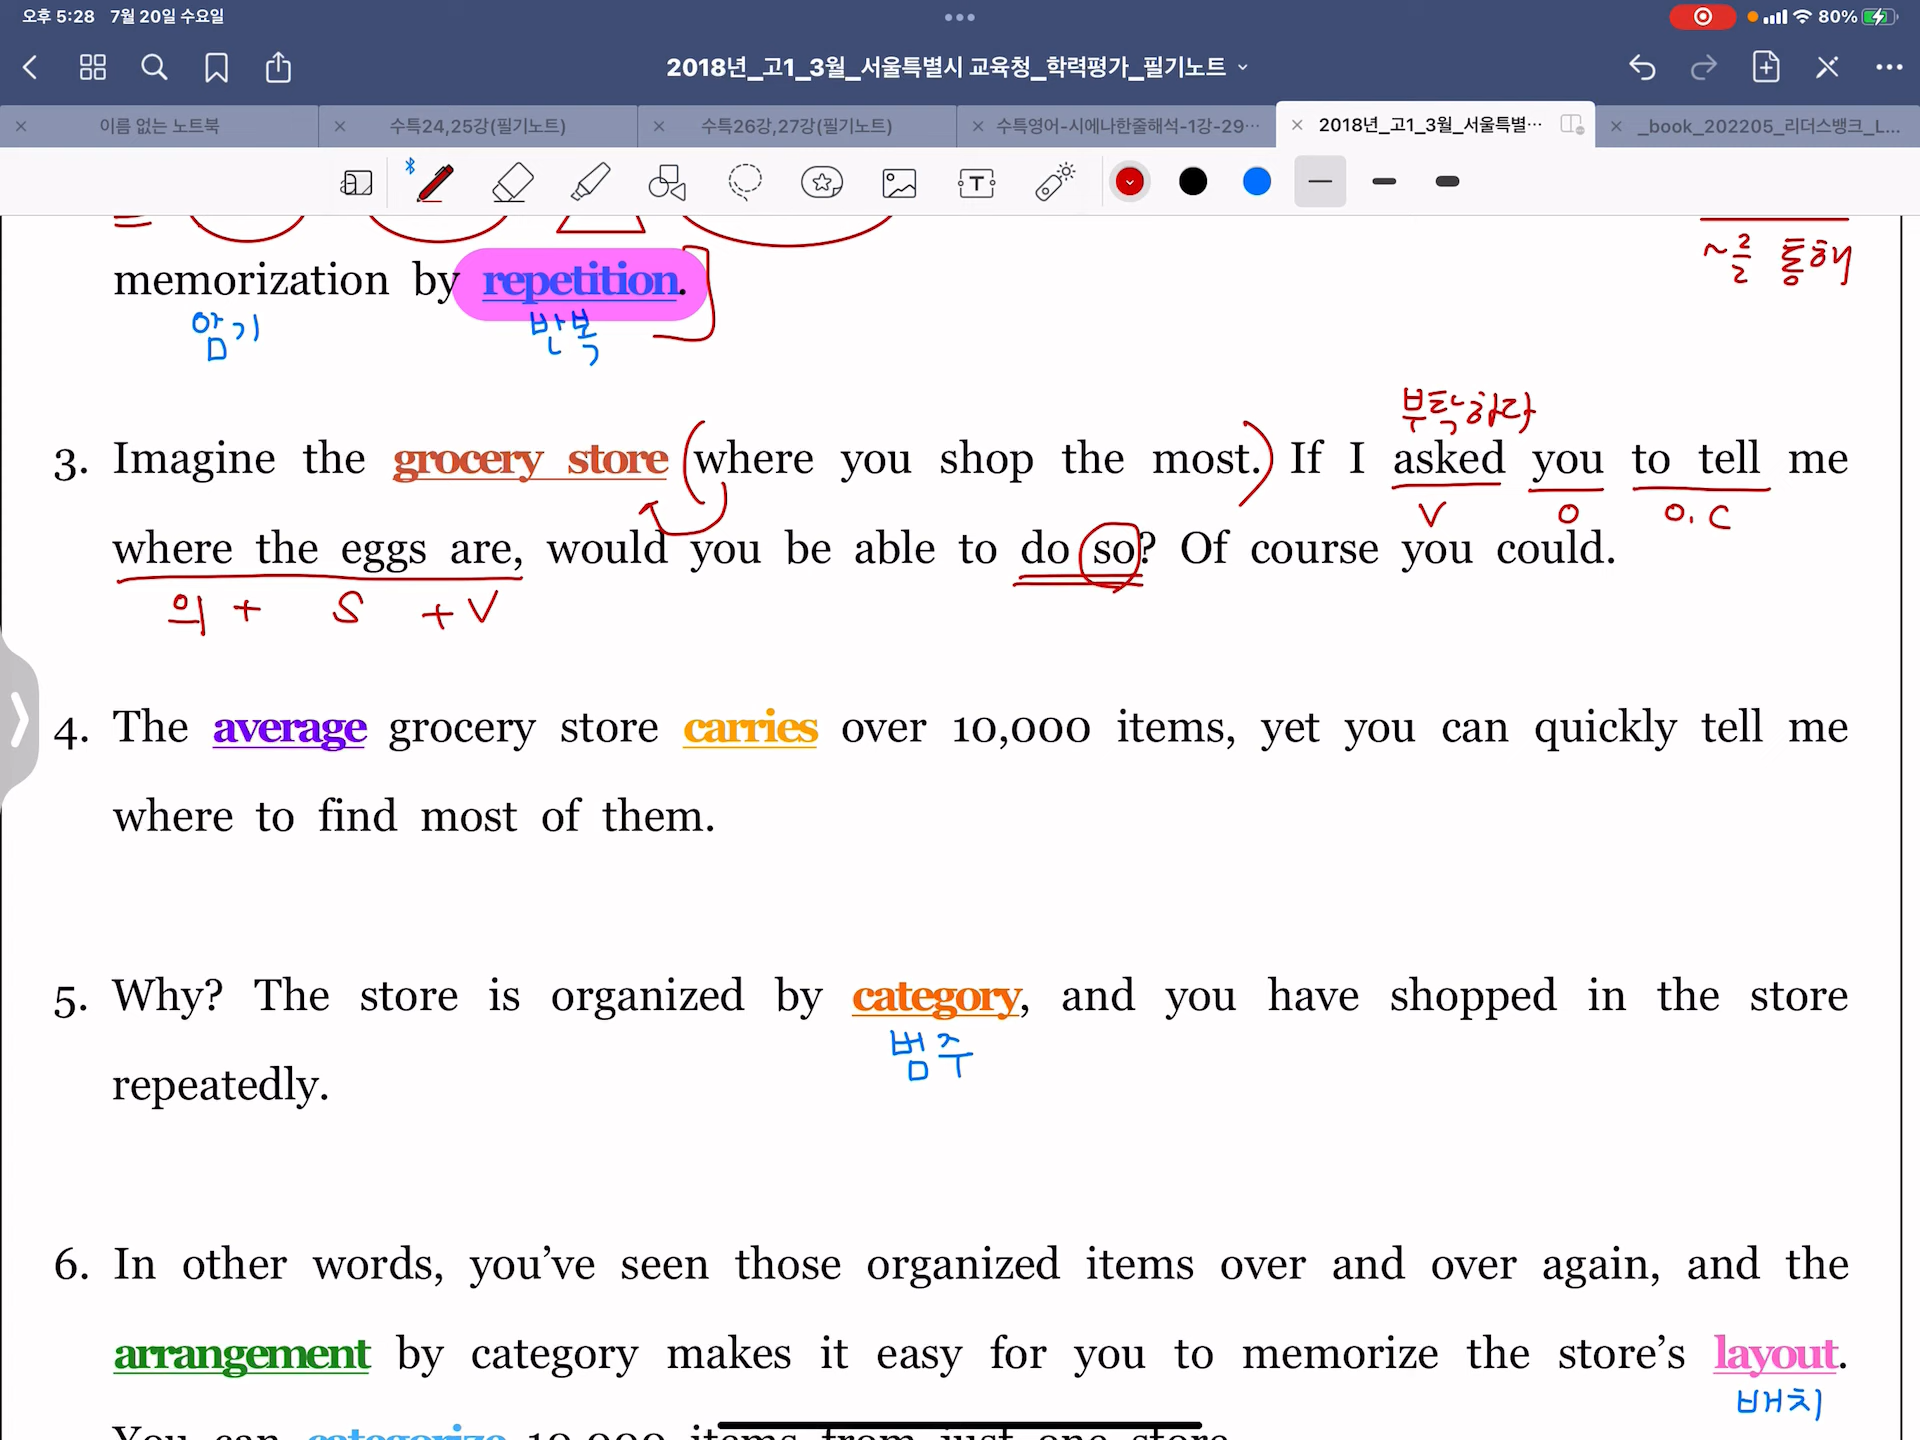 오후 5:28 7월 20일 수요일
80%
2018년_고1_3월_서울특별시 교육청_학력평가_필기노트
이름 없는 노트북
수특24,25강(필기노트)
수특26강,27강(필기노트)
수특영어-시에나한줄해석-1강-29…
2018년_고1_3월_서울특별…
_book_202205_리더스뱅크_L...
~를 통해
memorization by repetition.
암기 반복
부탁하다
3. Imagine the grocery store (where you shop the most.) If I asked you to tell me
V O O.C
where the eggs are, would you be able to do so? Of course you could.
의 + S + V
4. The average grocery store carries over 10,000 items, yet you can quickly tell me
where to find most of them.
5. Why? The store is organized by category, and you have shopped in the store
범주
repeatedly.
6. In other words, you’ve seen those organized items over and over again, and the
arrangement by category makes it easy for you to memorize the store’s layout.
배치
You can categorize 10,000 items from just one store